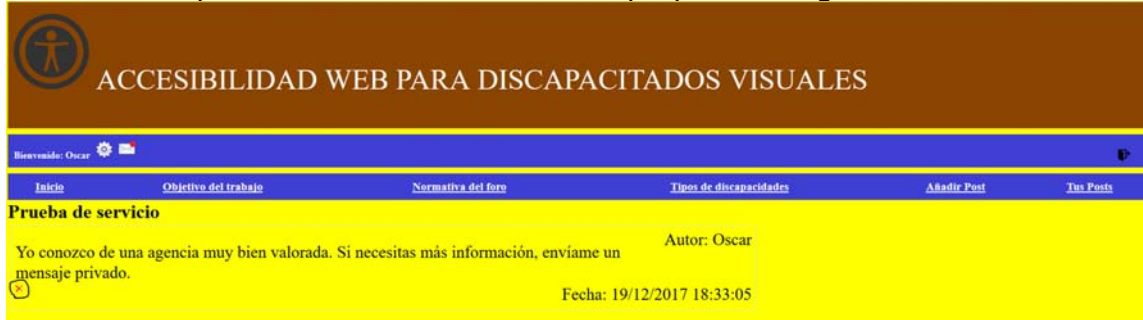 ACCESIBILIDAD WEB PARA DISCAPACITADOS VISUALES
Bienvenido: Oscar
Inicio Objetivo del trabajo Normativa del foro Tipos de discapacidades Añadir Post Tus Posts
Prueba de servicio
Autor: Oscar
Yo conozco de una agencia muy bien valorada. Si necesitas más información, envíame un
mensaje privado.
Fecha: 19/12/2017 18:33:05